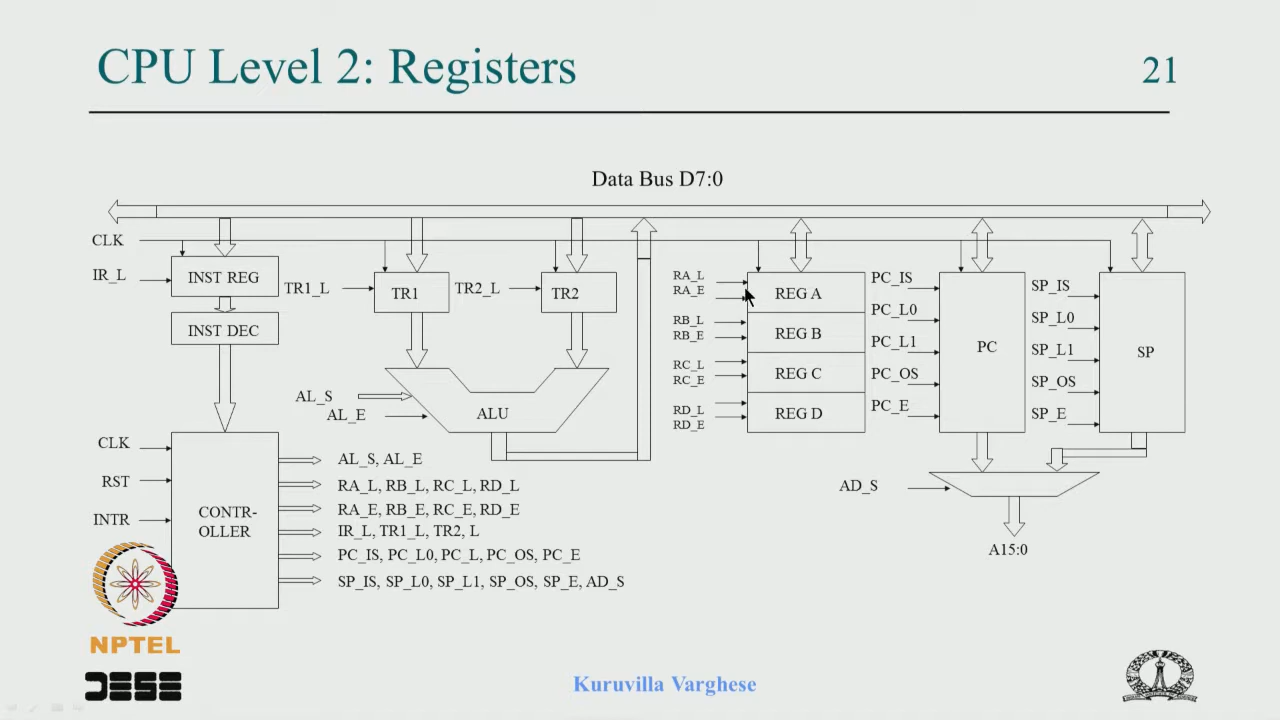 CPU Level 2: Registers
21
Data Bus D7:0
CLK
IR_L
INST REG
INST DEC
TR1_L
TR1
TR2_L
TR2
AL_S
AL_E
ALU
RA_L
RA_E
RB_L
RB_E
RC_L
RC_E
RD_L
RD_E
REG A
REG B
REG C
REG D
PC_IS
PC_L0
PC_L1
PC_OS
PC_E
PC
SP_IS
SP_L0
SP_L1
SP_OS
SP_E
SP
AD_S
A15:0
CLK
RST
INTR
CONTR-
OLLER
AL_S, AL_E
RA_L, RB_L, RC_L, RD_L
RA_E, RB_E, RC_E, RD_E
IR_L, TR1_L, TR2, L
PC_IS, PC_L0, PC_L, PC_OS, PC_E
SP_IS, SP_L0, SP_L1, SP_OS, SP_E, AD_S
NPTEL
DESE
Kuruvilla Varghese